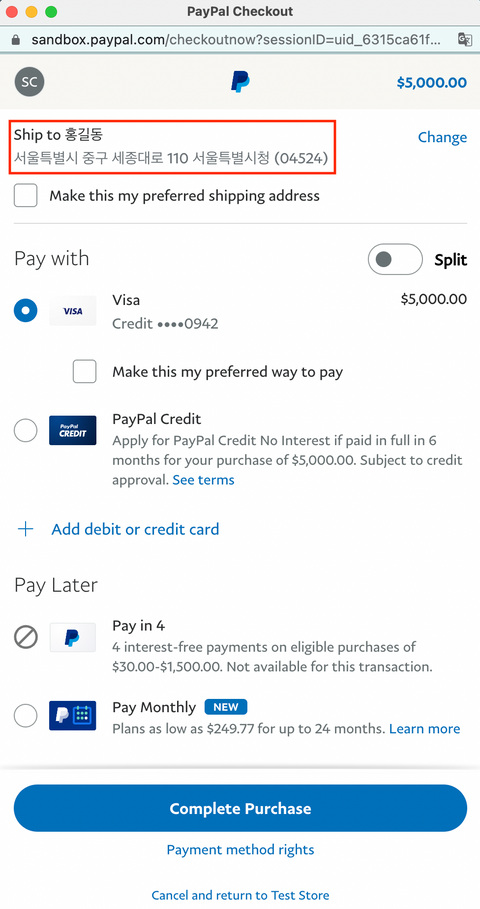 PayPal Checkout
sandbox.paypal.com/checkoutnow?sessionID=uid_6315ca61f...
SC
$5,000.00
Ship to 홍길동
Change
서울특별시 중구 세종대로 110 서울특별시청 (04524)
Make this my preferred shipping address
Pay with
Split
VISA
Visa
$5,000.00
Credit ••••0942
Make this my preferred way to pay
PayPal
CREDIT
PayPal Credit
Apply for PayPal Credit No Interest if paid in full in 6
months for your purchase of $5,000.00. Subject to credit
approval. See terms
Add debit or credit card
Pay Later
Pay in 4
4 interest-free payments on eligible purchases of
$30.00-$1,500.00. Not available for this transaction.
Pay Monthly NEW
Plans as low as $249.77 for up to 24 months. Learn more
Complete Purchase
Payment method rights
Cancel and return to Test Store